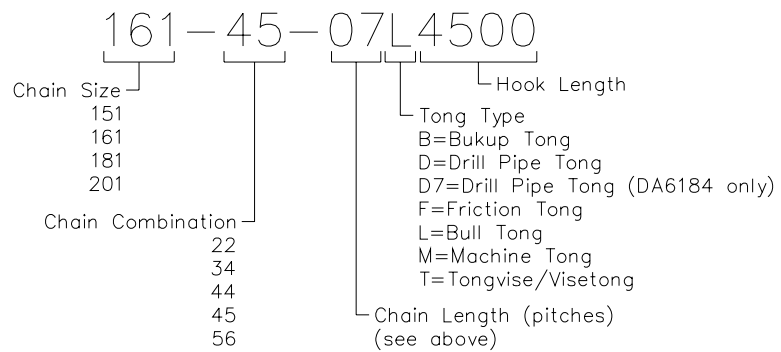 161-45-07L4500
Hook Length
Chain Size
151
161
181
201
Tong Type
B=Bukup Tong
D=Drill Pipe Tong
D7=Drill Pipe Tong (DA6184 only)
F=Friction Tong
L=Bull Tong
M=Machine Tong
T=Tongvise/Visetong
Chain Combination
22
34
44
45
56
Chain Length (pitches)
(see above)